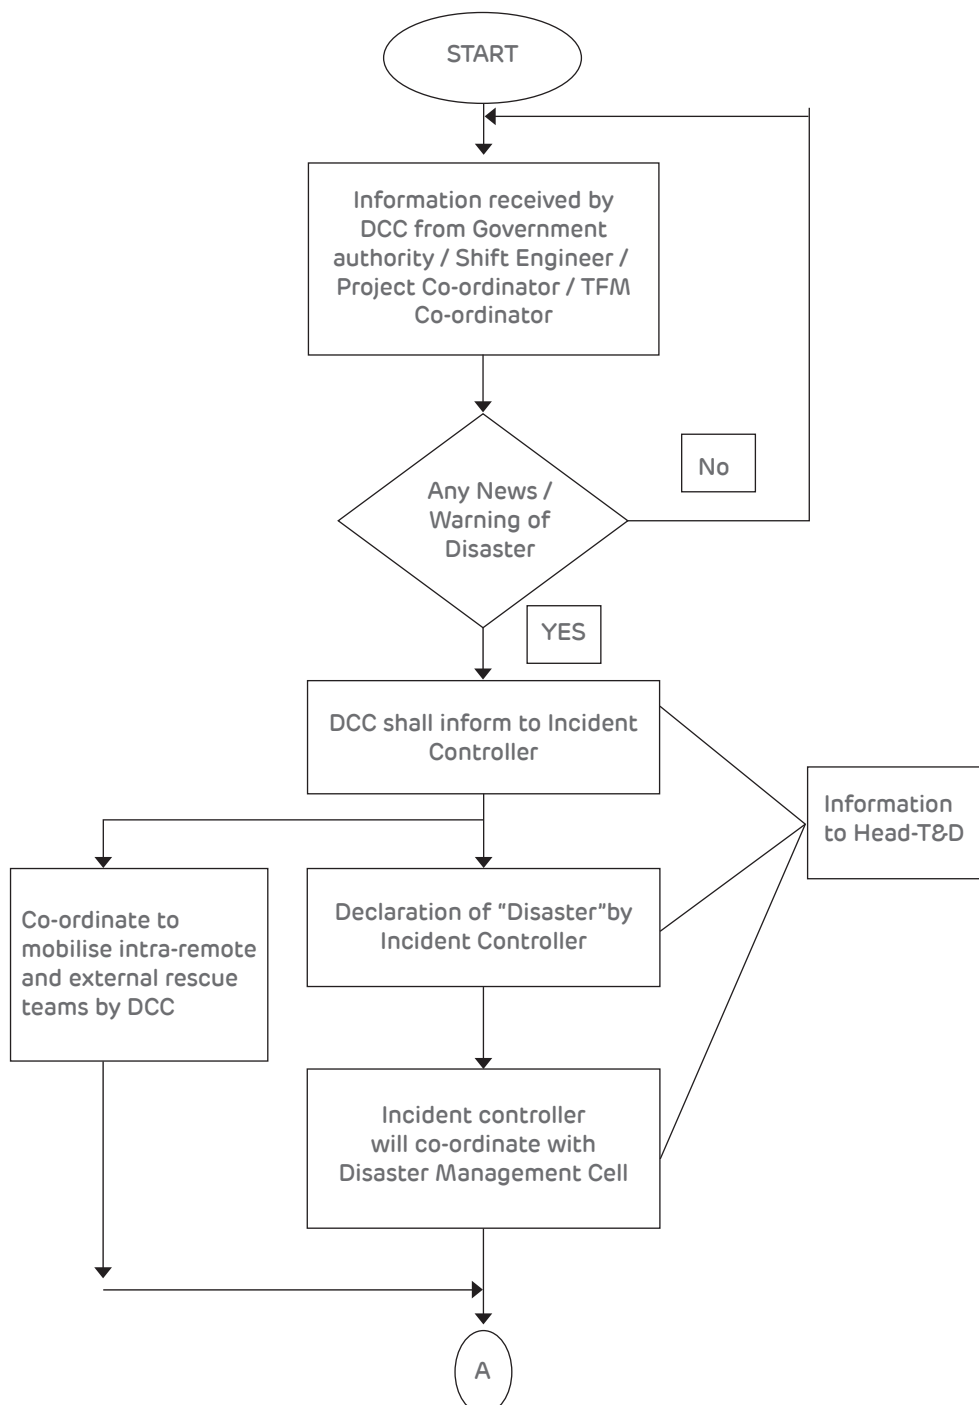 START
Information received by
DCC from Government
authority / Shift Engineer /
Project Co-ordinator / TFM
Co-ordinator
No
Any News /
Warning of
Disaster
YES
DCC shall inform to Incident
Controller
Information
to Head-T&D
Co-ordinate to
mobilise intra-remote
and external rescue
teams by DCC
Declaration of "Disaster"by
Incident Controller
Incident controller
will co-ordinate with
Disaster Management Cell
A